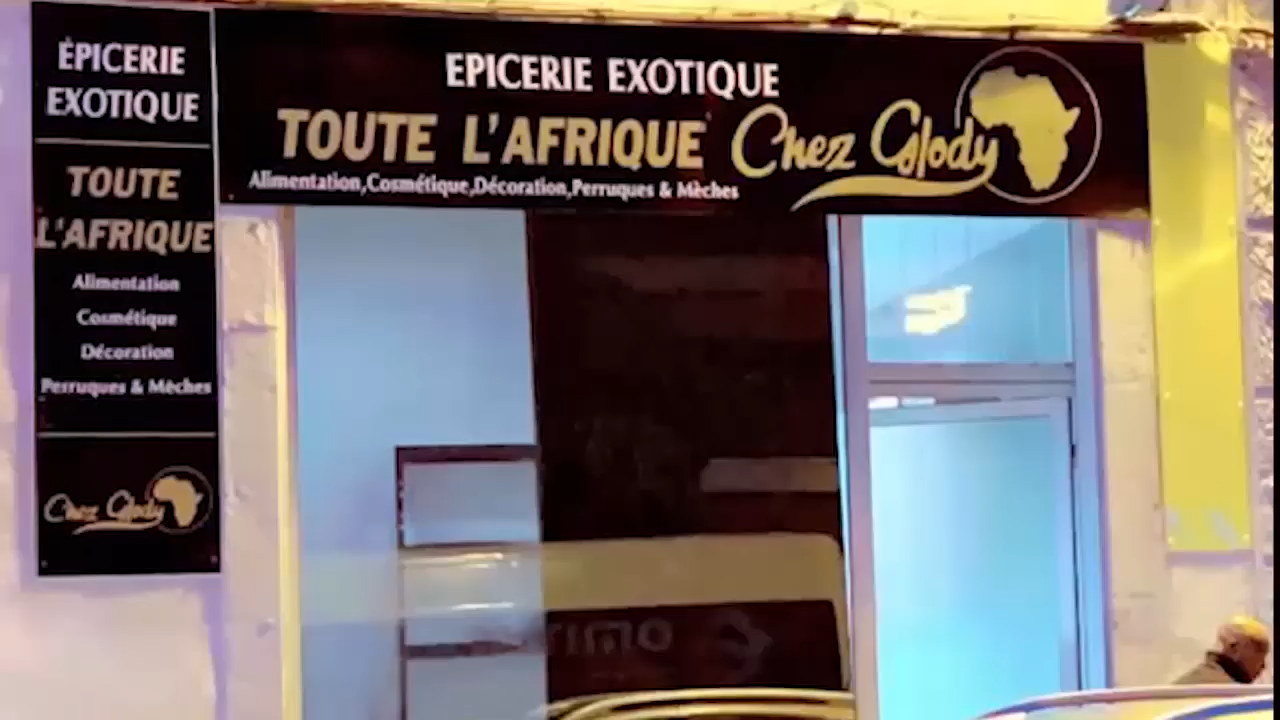 ÉPICERIE
EXOTIQUE
TOUTE
L'AFRIQUE
Alimentation
Cosmétique
Décoration
Perruques & Mèches
Chez Glody
EPICERIE EXOTIQUE
TOUTE L'AFRIQUE Chez Glody
Alimentation,Cosmétique,Décoration,Perruques & Mèches